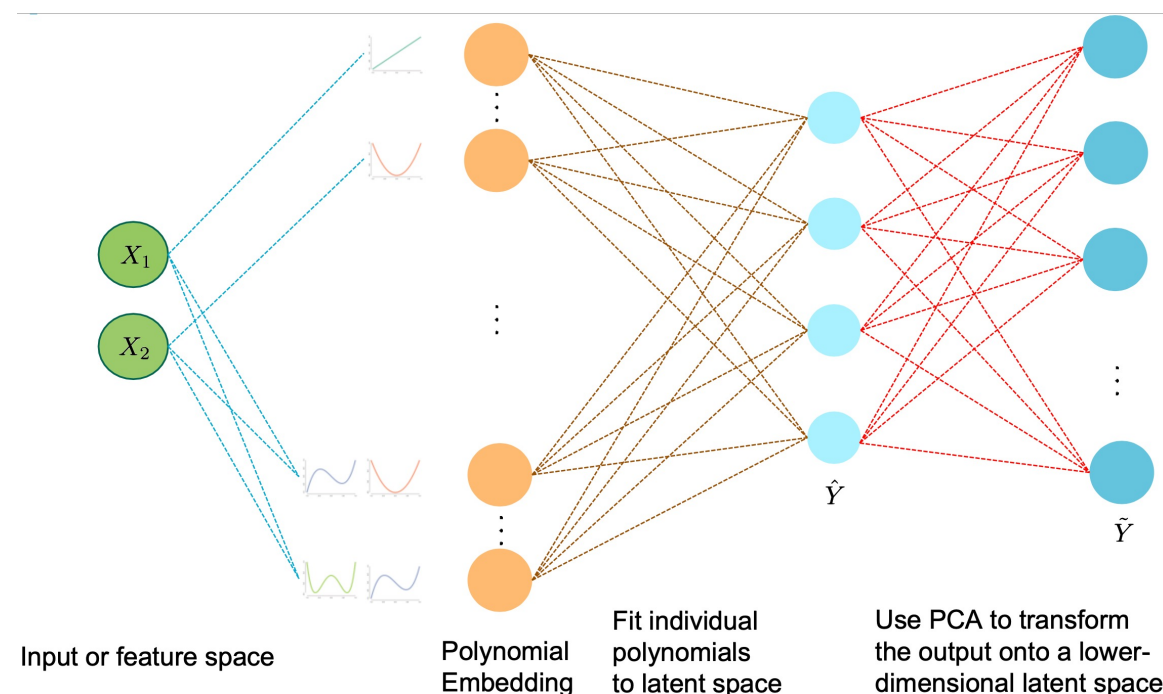 X₁
X₂
Ŷ
Ỹ
Input or feature space
Polynomial
Embedding
Fit individual
polynomials
to latent space
Use PCA to transform
the output onto a lower-
dimensional latent space